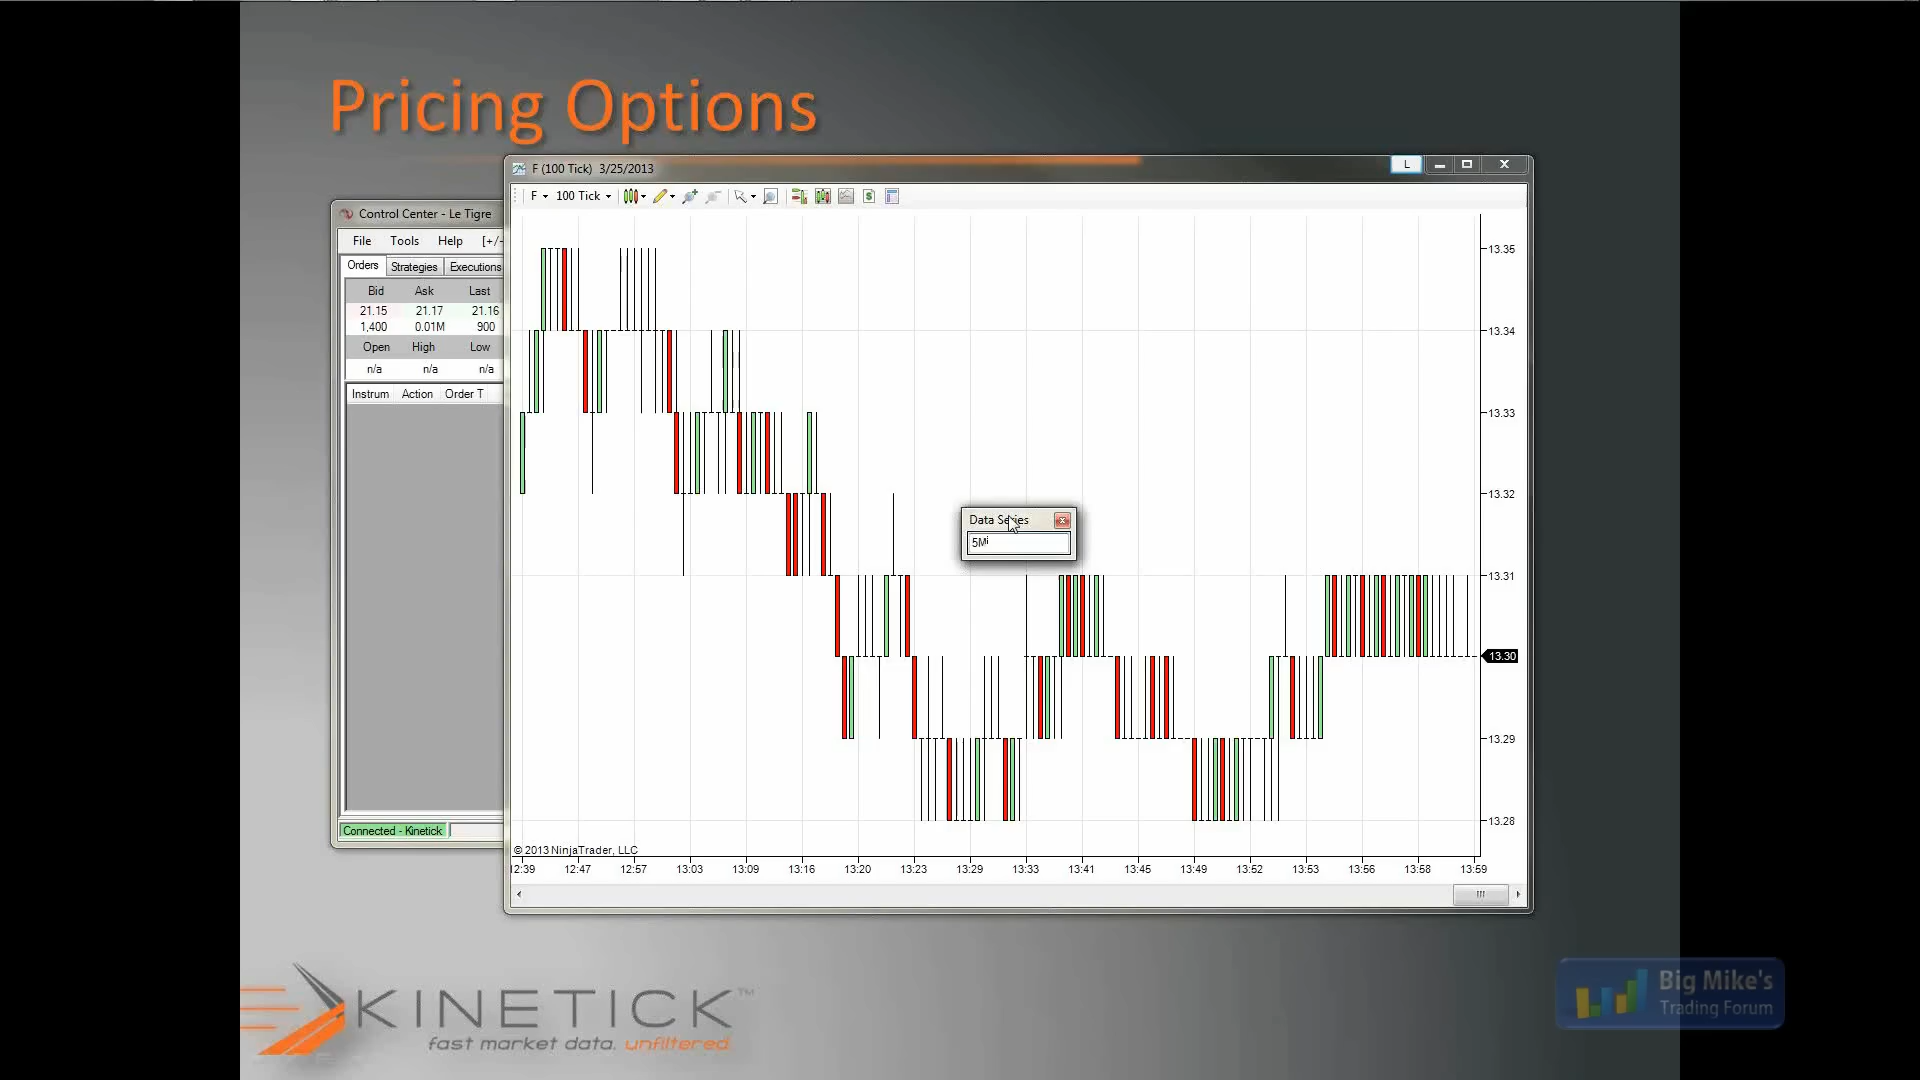 Pricing Options
F (100 Tick)  3/25/2013
L
F
100 Tick
Control Center - Le Tigre
File Tools Help [+/-
Orders Strategies Executions
Bid Ask Last
21.15 21.17 21.16
1,400 0.01M 900
Open High Low
n/a n/a n/a
Instrum Action Order T
Connected - Kinetick
Data Series
5Mi
13.35
13.34
13.33
13.32
13.31
13.30
13.29
13.28
© 2013 NinjaTrader, LLC
12:39 12:47 12:57 13:03 13:09 13:16 13:20 13:23 13:29 13:33 13:41 13:45 13:49 13:52 13:53 13:56 13:58 13:59
KINETICK™
fast market data. unfiltered.
Big Mike's
Trading Forum